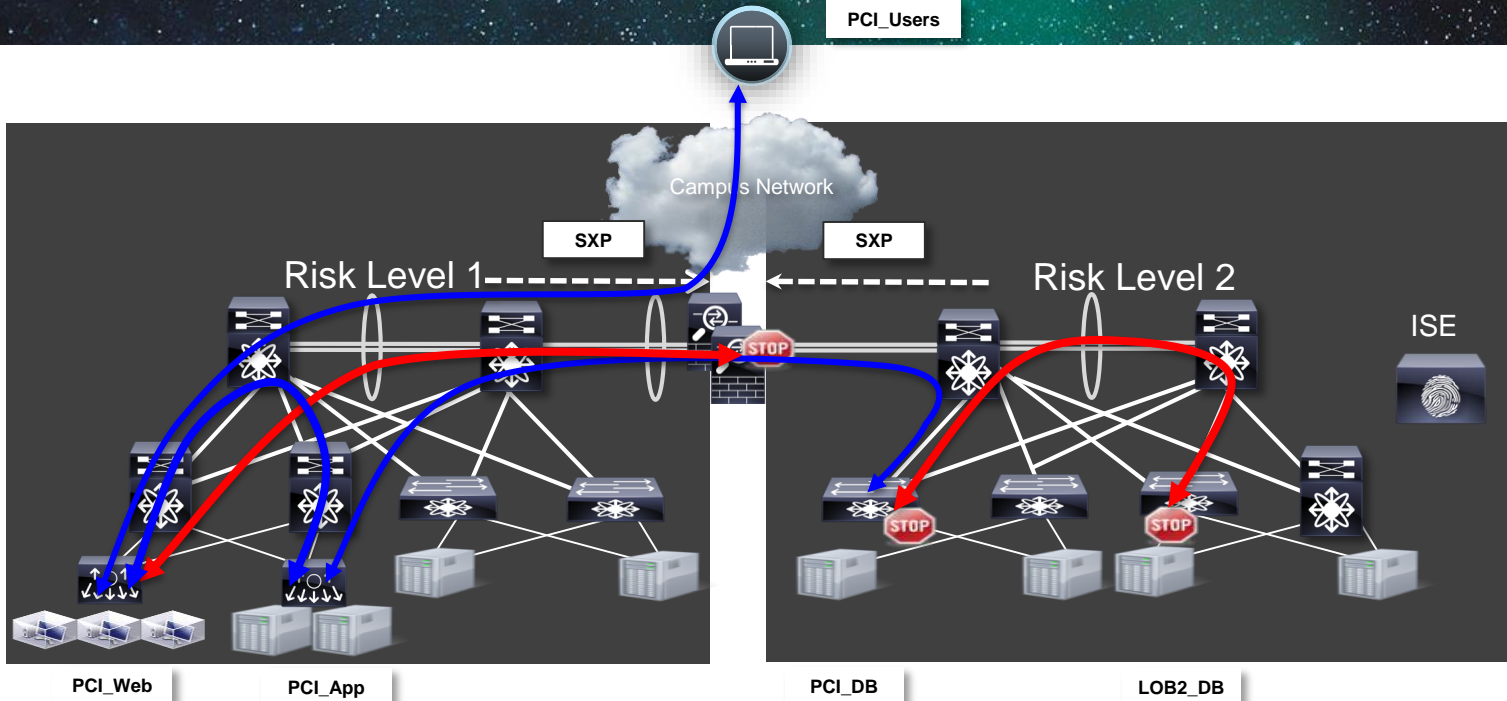 PCI_Users
Campus Network
SXP
SXP
Risk Level 1
Risk Level 2
ISE
STOP
STOP
STOP
PCI_Web
PCI_App
PCI_DB
LOB2_DB